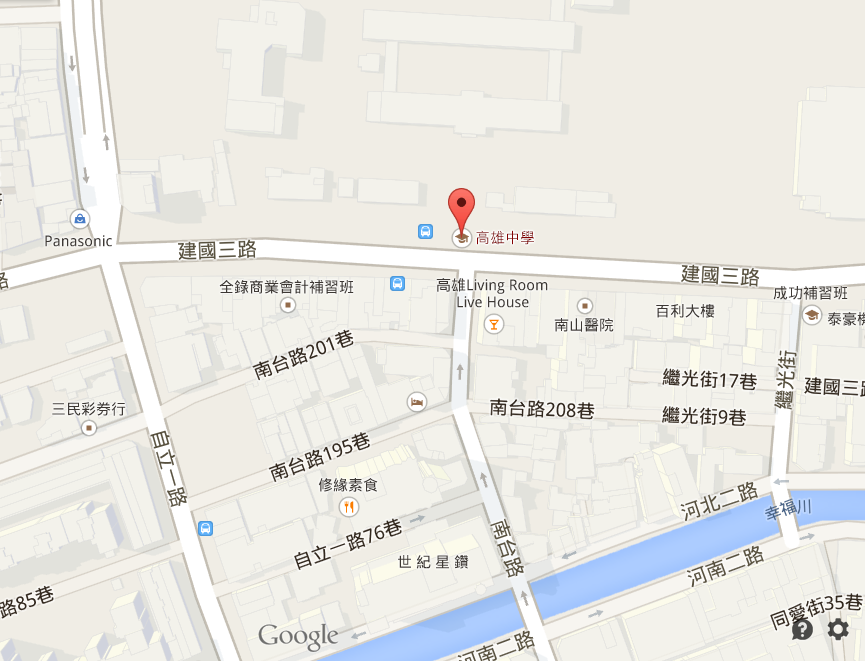 Panasonic
高雄中學
建國三路
建國三路
路
全錄商業會計補習班
高雄Living Room
Live House
成功補習班
南山醫院
百利大樓
泰豪機
南台路201巷
繼光街17巷
繼光街
建國三路
三民彩劵行
南台路208巷
繼光街9巷
自立一路
南台路195巷
修緣素食
河北二路
幸福川
自立一路76巷
南台路
世紀星鑽
河南二路
路85巷
同愛街35巷
Google
河南二路